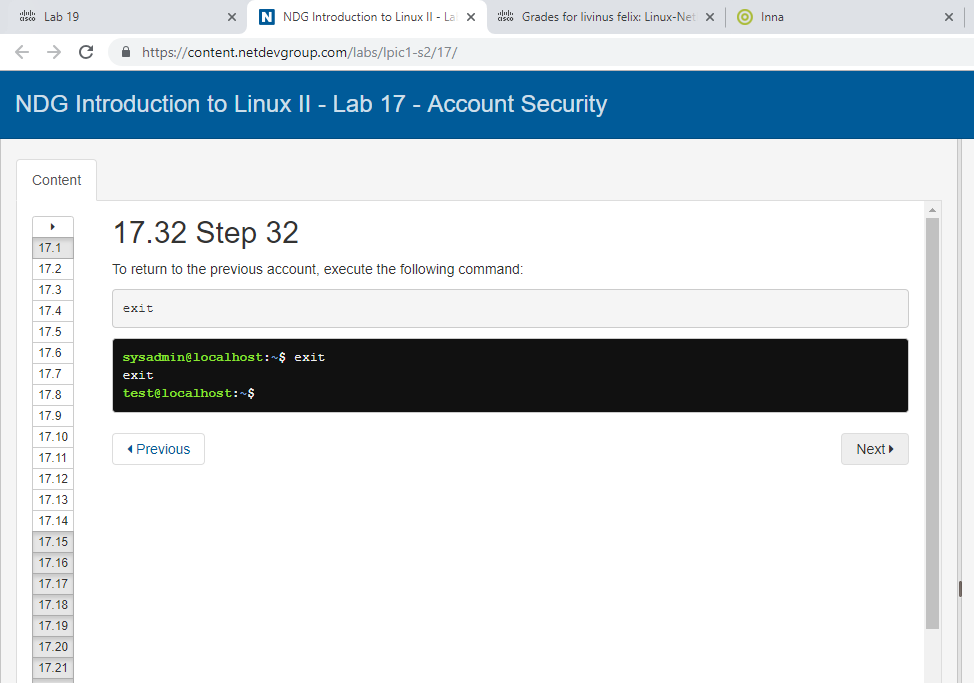 Lab 19
NDG Introduction to Linux II - La
Grades for livinus felix: Linux-Net
Inna
https://content.netdevgroup.com/labs/lpic1-s2/17/
NDG Introduction to Linux II - Lab 17 - Account Security
Content
17.1
17.2
17.3
17.4
17.5
17.6
17.7
17.8
17.9
17.10
17.11
17.12
17.13
17.14
17.15
17.16
17.17
17.18
17.19
17.20
17.21
17.32 Step 32
To return to the previous account, execute the following command:
exit
sysadmin@localhost:~$ exit
exit
test@localhost:~$
Previous
Next